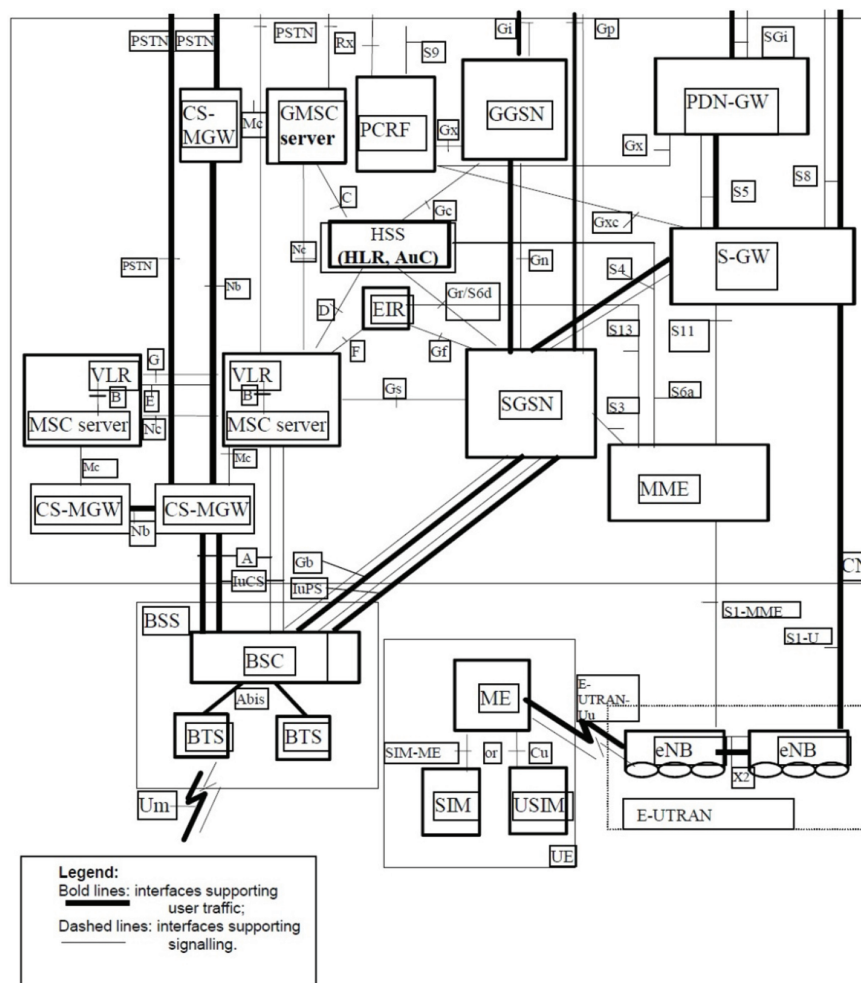 PSTN
PSTN
PSTN
Rx
S9
Gi
Gp
SGi
CS-
MGW
Mc
GMSC
server
PCRF
Gx
GGSN
PDN-GW
Gx
S5
S8
C
Gc
Gxc
HSS
(HLR, AuC)
Nc
PSTN
Nb
Gn
S4
S-GW
D
EIR
Gr/S6d
F
Gf
S13
S11
G
VLR
B
E
MSC server
Nc
VLR
B
MSC server
Gs
SGSN
S6a
S3
Mc
Mc
CS-MGW
Nb
CS-MGW
MME
A
IuCS
Gb
IuPS
CN
BSS
BSC
Abis
BTS
BTS
Um
S1-MME
S1-U
ME
E-
UTRAN-
Uu
SIM-ME
or
Cu
SIM
USIM
UE
eNB
eNB
X2
E-UTRAN
Legend:
Bold lines: interfaces supporting
user traffic;
Dashed lines: interfaces supporting
signalling.